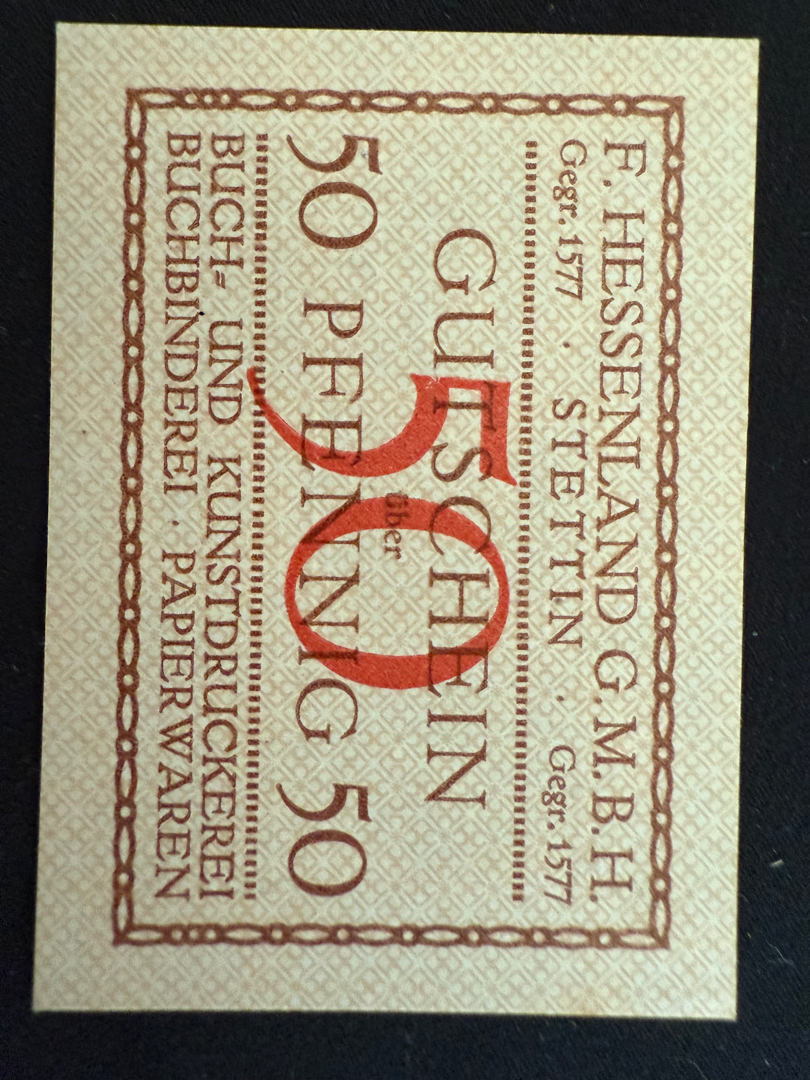 F. HESSENLAND G.M.B.H.
Gegr. 1577 · STETTIN · Gegr. 1577
GUTSCHEIN
über
50 PFENNIG 50
50
BUCH- UND KUNSTDRUCKEREI
BUCHBINDEREI · PAPIERWAREN